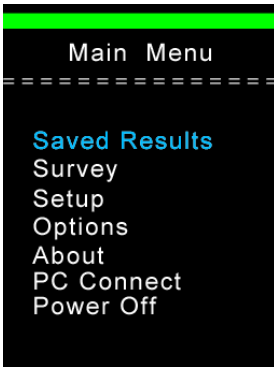 Main Menu
================
Saved Results
Survey
Setup
Options
About
PC Connect
Power Off